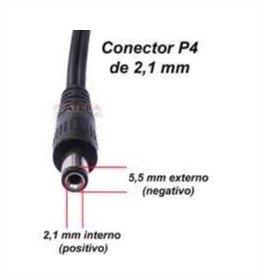 Conector P4
de 2,1 mm
5,5 mm externo
(negativo)
2,1 mm interno
(positivo)